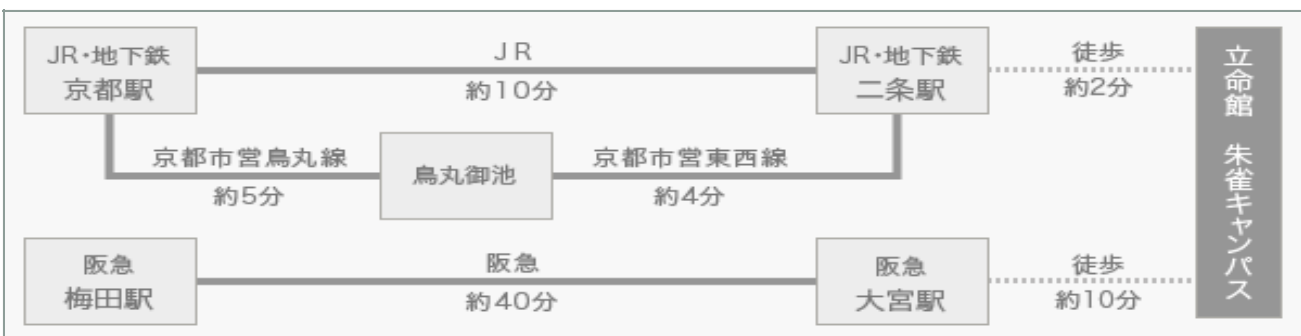 JR・地下鉄
京都駅
JR
約10分
JR・地下鉄
二条駅
徒歩
約2分
京都市営烏丸線
約5分
烏丸御池
京都市営東西線
約4分
阪急
梅田駅
阪急
約40分
阪急
大宮駅
徒歩
約10分
立命館 朱雀キャンパス